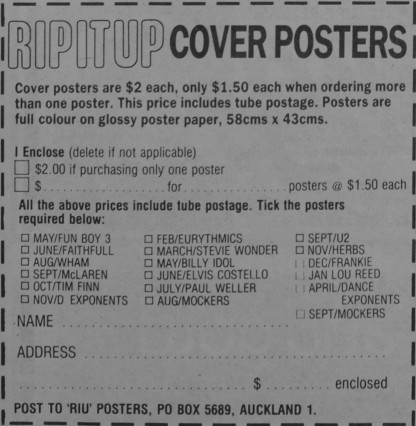 RIPITUP COVER POSTERS
Cover posters are $2 each, only $1.50 each when ordering more
than one poster. This price includes tube postage. Posters are
full colour on glossy poster paper, 58cms x 43cms.
I Enclose (delete if not applicable)
☐ $2.00 if purchasing only one poster
☐ $.........................for.....................posters @ $1.50 each
All the above prices include tube postage. Tick the posters
required below:
☐ MAY/FUN BOY 3
☐ JUNE/FAITHFULL
☐ AUG/WHAM
☐ SEPT/McLAREN
☐ OCT/TIM FINN
☐ NOV/D EXPONENTS
☐ FEB/EURYTHMICS
☐ MARCH/STEVIE WONDER
☐ MAY/BILLY IDOL
☐ JUNE/ELVIS COSTELLO
☐ JULY/PAUL WELLER
☐ AUG/MOCKERS
☐ SEPT/U2
☐ NOV/HERBS
☐ DEC/FRANKIE
☐ JAN LOU REED
☐ APRIL/DANCE
EXPONENTS
☐ SEPT/MOCKERS
NAME ........................................
ADDRESS ........................................
........................................ $ .......... enclosed
POST TO 'RIU' POSTERS, PO BOX 5689, AUCKLAND 1.